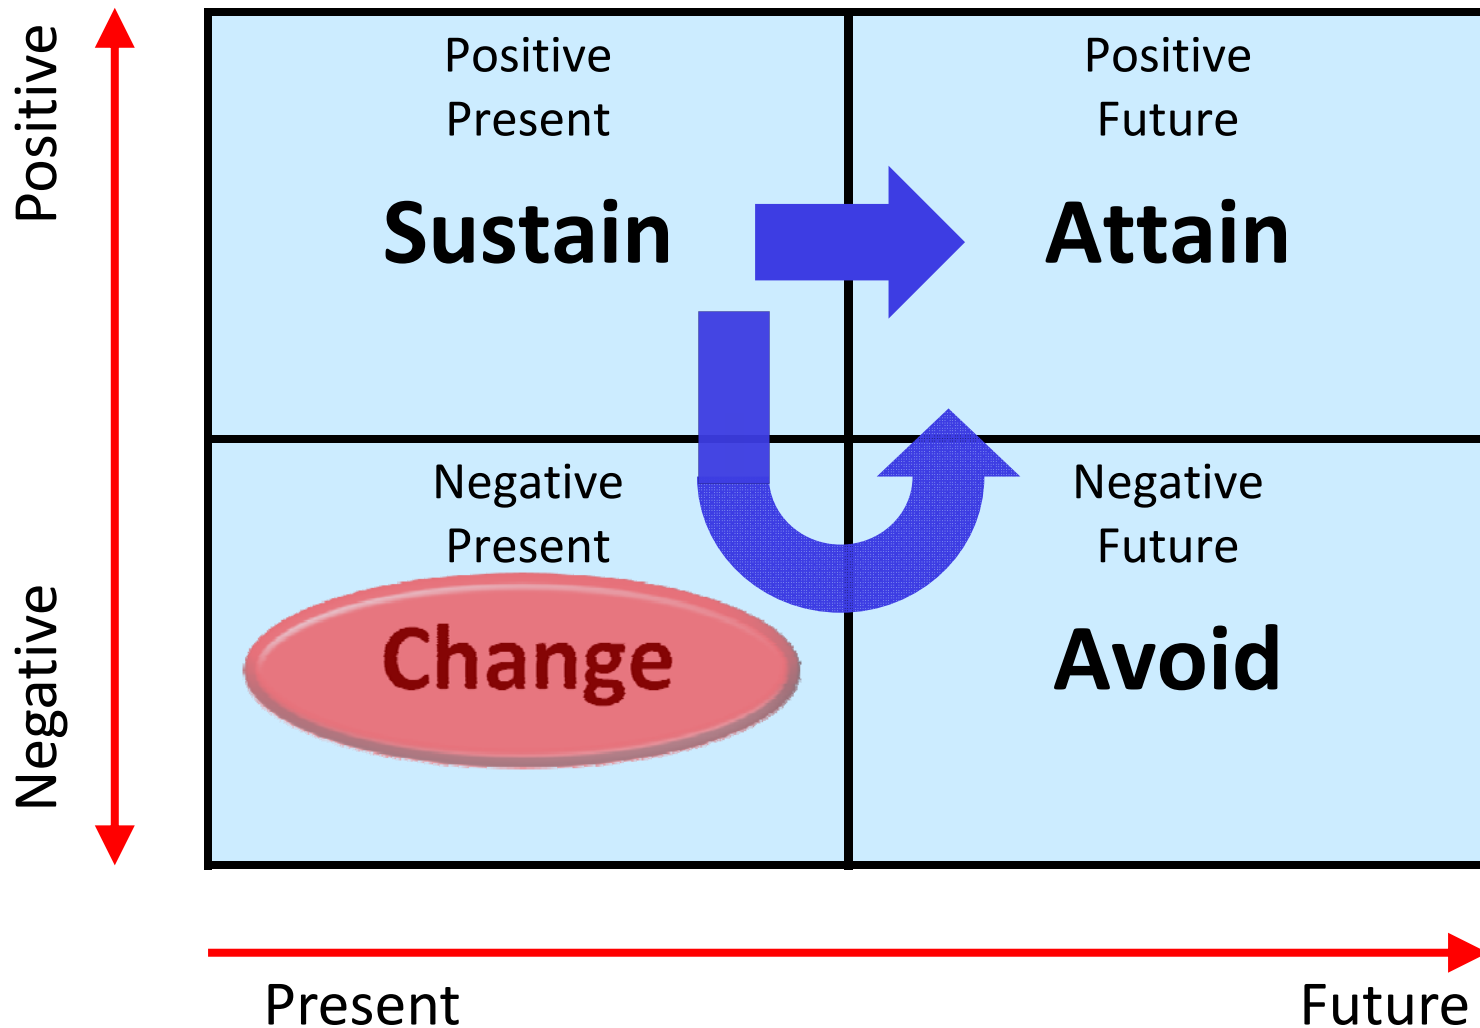 Positive
Positive
Present
Sustain
Positive
Future
Attain
Negative
Negative
Present
Change
Negative
Future
Avoid
Present
Future